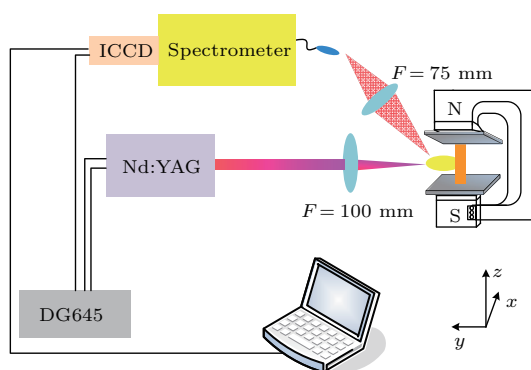 ICCD
Spectrometer
F=75 mm
N
Nd:YAG
F=100 mm
S
DG645
z
x
y